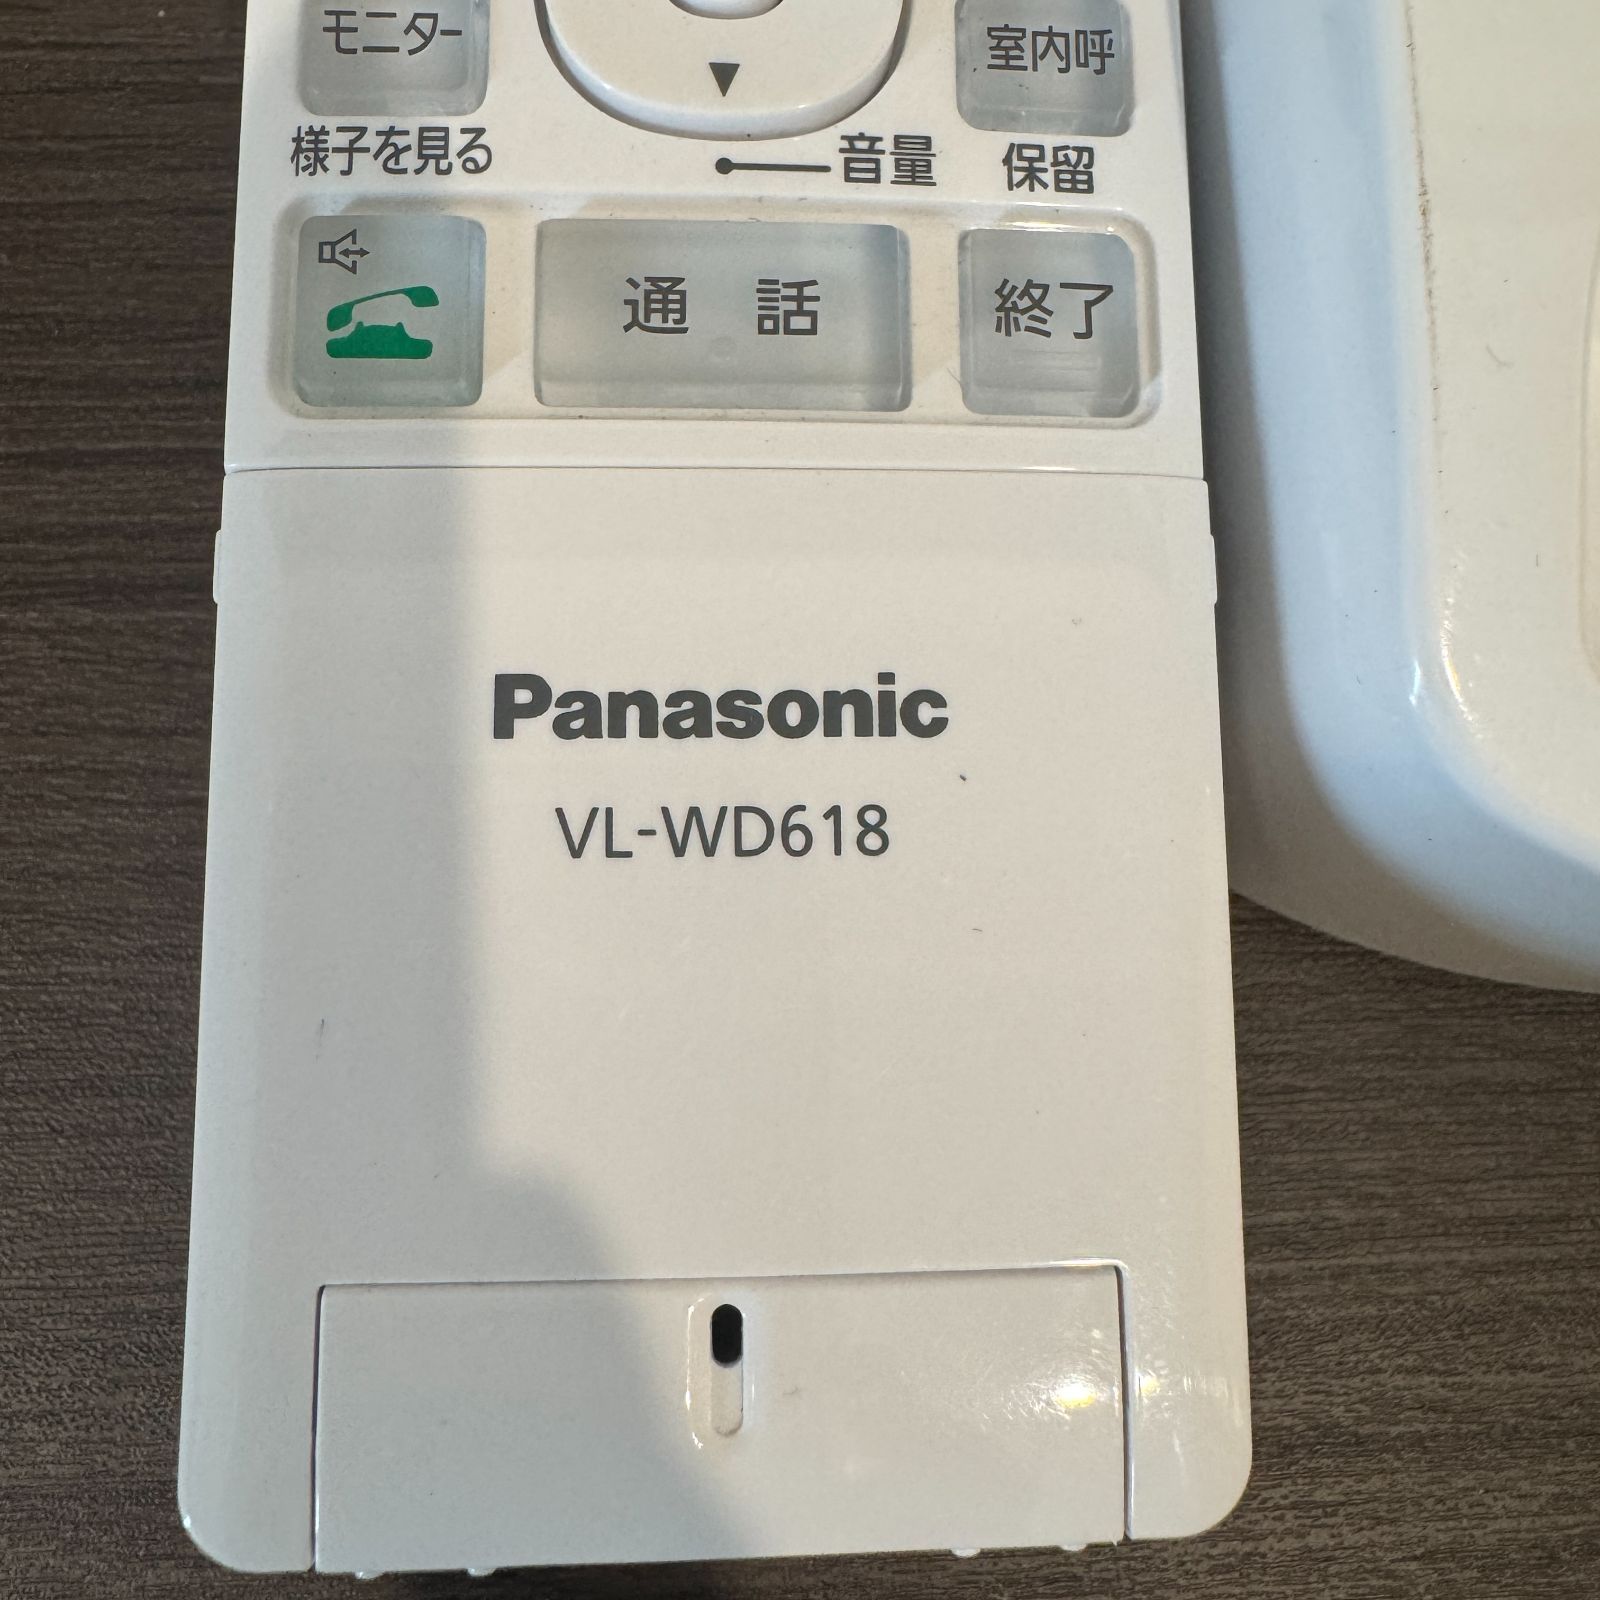 モニター
室内呼
様子を見る
音量
保留
通話
終了
Panasonic
VL-WD618